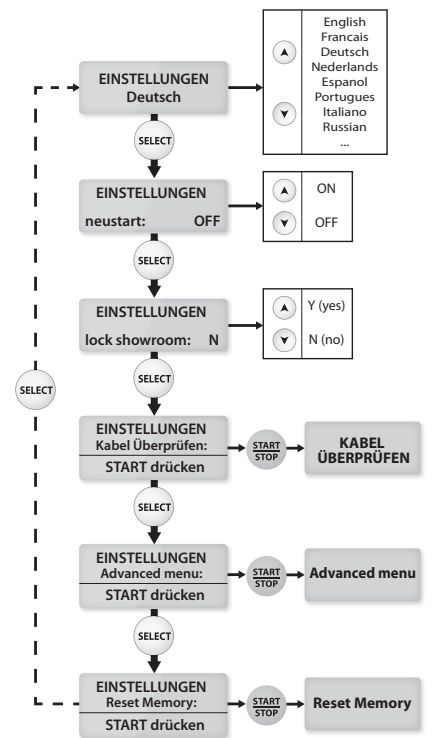 EINSTELLUNGEN
Deutsch
English
Francais
Deutsch
Nederlands
Espanol
Portugues
Italiano
Russian
...
SELECT
EINSTELLUNGEN
neustart: OFF
ON
OFF
SELECT
EINSTELLUNGEN
lock showroom: N
Y (yes)
N (no)
SELECT
SELECT
EINSTELLUNGEN
Kabel Überprüfen:
START drücken
START
STOP
KABEL
ÜBERPRÜFEN
SELECT
EINSTELLUNGEN
Advanced menu:
START drücken
START
STOP
Advanced menu
SELECT
EINSTELLUNGEN
Reset Memory:
START drücken
START
STOP
Reset Memory